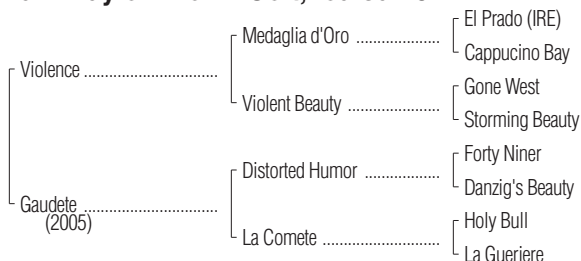 El Prado (IRE)
Medaglia d'Oro ......................
Cappucino Bay
Violence ...................................
Gone West
Violent Beauty ........................
Storming Beauty
Forty Niner
Distorted Humor ....................
Danzig's Beauty
Gaudete ...................................
(2005)
Holy Bull
La Comete ..............................
La Gueriere